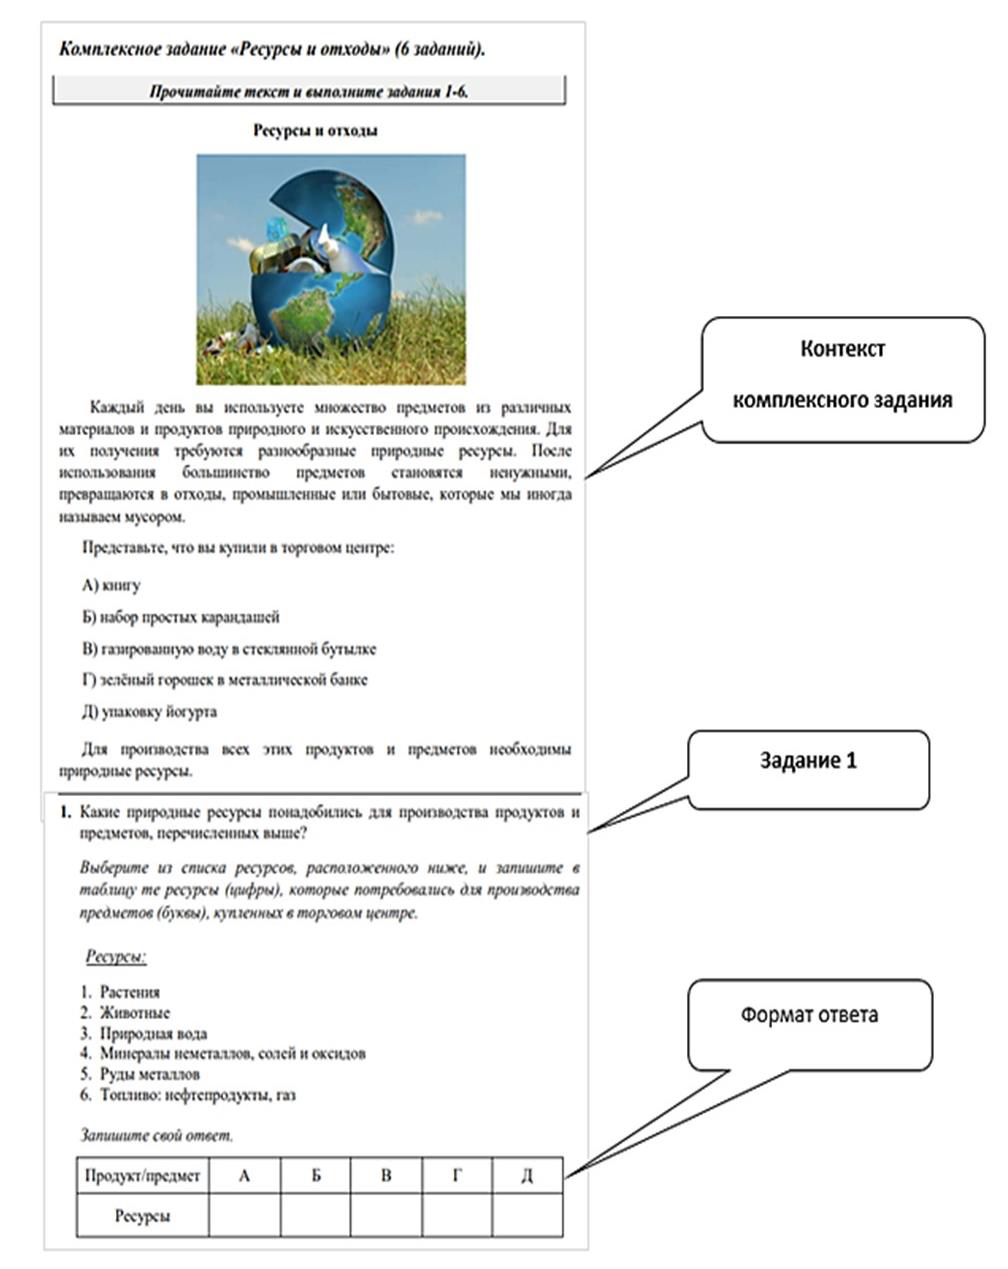 Комплексное задание «Ресурсы и отходы» (6 заданий).
Прочитайте текст и выполните задания 1-6.
Ресурсы и отходы
Каждый день вы используете множество предметов из различных
материалов и продуктов природного и искусственного происхождения. Для
их получения требуются разнообразные природные ресурсы. После
использования большинство предметов становятся ненужными,
превращаются в отходы, промышленные или бытовые, которые мы иногда
называем мусором.
Представьте, что вы купили в торговом центре:
А) книгу
Б) набор простых карандашей
В) газированную воду в стеклянной бутылке
Г) зелёный горошек в металлической банке
Д) упаковку йогурта
Для производства всех этих продуктов и предметов необходимы
природные ресурсы.
1. Какие природные ресурсы понадобились для производства продуктов и
предметов, перечисленных выше?
Выберите из списка ресурсов, расположенного ниже, и запишите в
таблицу те ресурсы (цифры), которые потребовались для производства
предметов (буквы), купленных в торговом центре.
Ресурсы:
1. Растения
2. Животные
3. Природная вода
4. Минералы неметаллов, солей и оксидов
5. Руды металлов
6. Топливо: нефтепродукты, газ
Запишите свой ответ.
Продукт/предмет А Б В Г Д
Ресурсы
Контекст
комплексного задания
Задание 1
Формат ответа